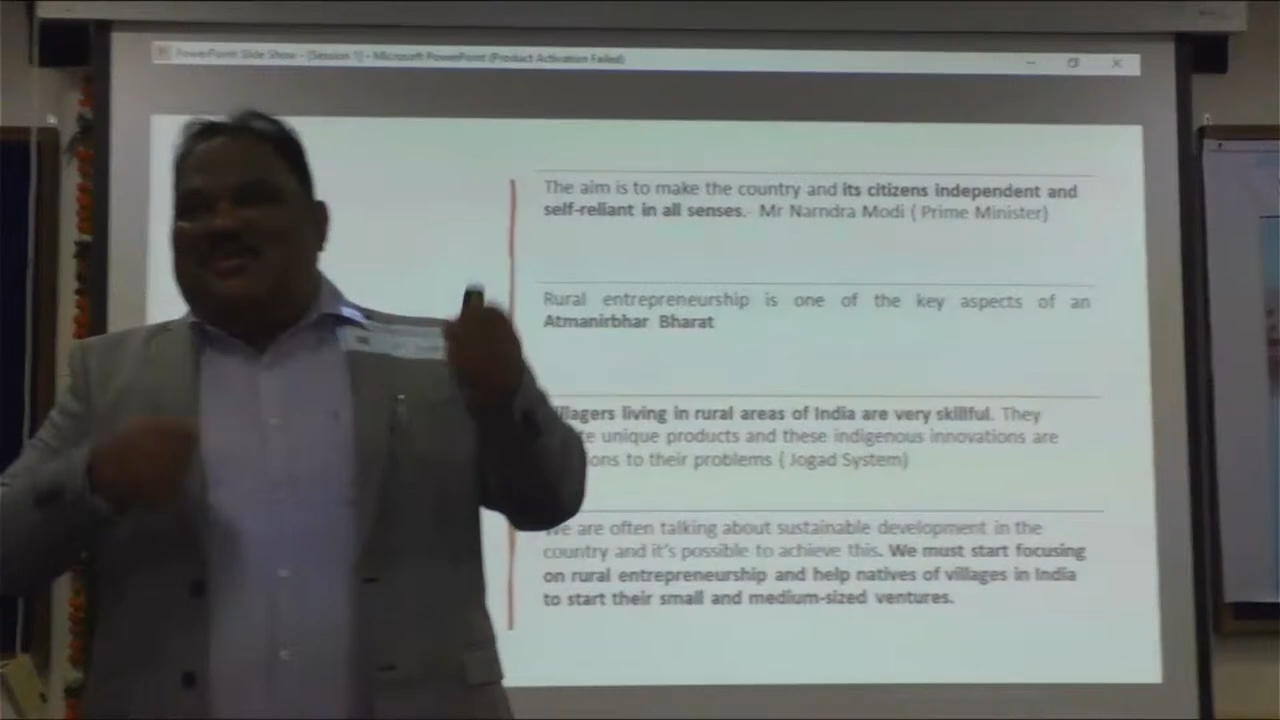 PowerPoint Slide Show - [Session 1] - Microsoft PowerPoint (Product Activation Failed)
The aim is to make the country and its citizens independent and
self-reliant in all senses.- Mr Narndra Modi ( Prime Minister)
Rural entrepreneurship is one of the key aspects of an
Atmanirbhar Bharat
illagers living in rural areas of India are very skillful. They
te unique products and these indigenous innovations are
ions to their problems ( Jogad System)
We are often talking about sustainable development in the
country and it's possible to achieve this. We must start focusing
on rural entrepreneurship and help natives of villages in India
to start their small and medium-sized ventures.